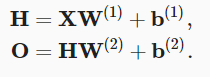 H = XW⁽¹⁾ + b⁽¹⁾,
O = HW⁽²⁾ + b⁽²⁾.